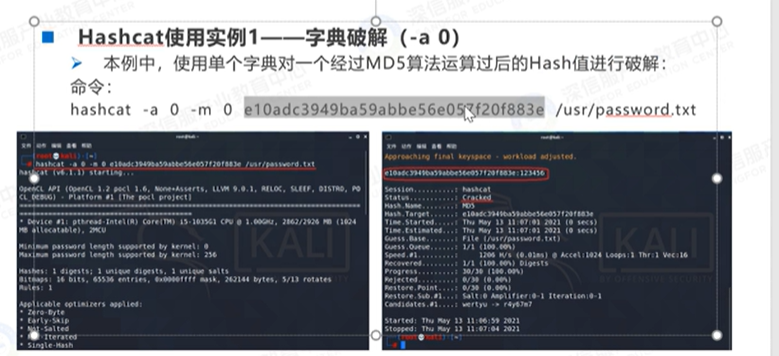 Hashcat使用实例1——字典破解（-a 0）
本例中，使用单个字典对一个经过MD5算法运算过后的Hash值进行破解：
命令：
hashcat -a 0 -m 0 e10adc3949ba59abbe56e057f20f883e /usr/password.txt
文件 动作 编辑 查看 帮助
hashcat -a 0 -m 0 e10adc3949ba59abbe56e057f20f883e /usr/password.txt
hashcat (v6.1.1) starting...
OpenCL API (OpenCL 1.2 pocl 1.6, None+Asserts, LLVM 9.0.1, RELOC, SLEEF, DISTRO, PO
CL_DEBUG) - Platform #1 [The pocl project]
* Device #1: pthread-Intel(R) Core(TM) i5-1035G1 CPU @ 1.00GHz, 2862/2926 MB (1024
MB allocatable), 2MCU
Minimum password length supported by kernel: 0
Maximum password length supported by kernel: 256
Hashes: 1 digests; 1 unique digests, 1 unique salts
Bitmaps: 16 bits, 65536 entries, 0x0000ffff mask, 262144 bytes, 5/13 rotates
Rules: 1
Applicable optimizers applied:
* Zero-Byte
* Early-Skip
* Not-Salted
* Not-Iterated
* Single-Hash
文件 动作 编辑 查看 帮助
Approaching final keyspace - workload adjusted.
e10adc3949ba59abbe56e057f20f883e:123456
Session..........: hashcat
Status...........: Cracked
Hash.Name........: MD5
Hash.Target......: e10adc3949ba59abbe56e057f20f883e
Time.Started.....: Thu May 13 11:07:01 2021 (0 secs)
Time.Estimated...: Thu May 13 11:07:01 2021 (0 secs)
Guess.Base.......: File (/usr/password.txt)
Guess.Queue......: 1/1 (100.00%)
Speed.#1.........: 1206 H/s (0.01ms) @ Accel:1024 Loops:1 Thr:1 Vec:16
Recovered........: 1/1 (100.00%) Digests
Progress.........: 30/30 (100.00%)
Rejected.........: 0/30 (0.00%)
Restore.Point....: 0/30 (0.00%)
Restore.Sub.#1...: Salt:0 Amplifier:0-1 Iteration:0-1
Candidates.#1....: wertyu -> r4y67m7
Started: Thu May 13 11:06:59 2021
Stopped: Thu May 13 11:07:04 2021
KALI
KALI
BY OFFENSIVE SECURITY